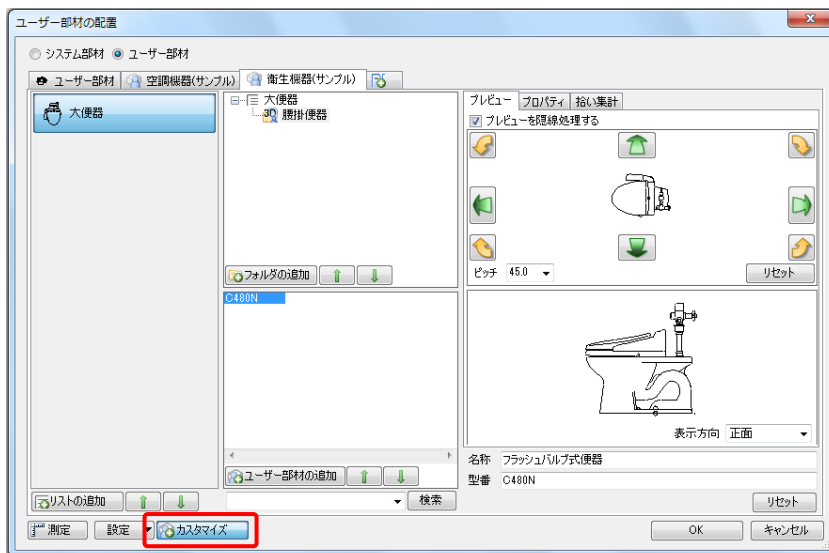 ユーザー部材の配置
システム部材 ユーザー部材
ユーザー部材 空調機器(サンプル) 衛生機器(サンプル)
大便器
大便器
腰掛便器
フォルダの追加
C480N
ユーザー部材の追加
リストの追加
検索
プレビュー プロパティ 拾い集計
プレビューを隠線処理する
ピッチ 45.0 リセット
表示方向 正面
名称 フラッシュバルブ式便器
型番 C480N
リセット
測定 設定 カスタマイズ OK キャンセル